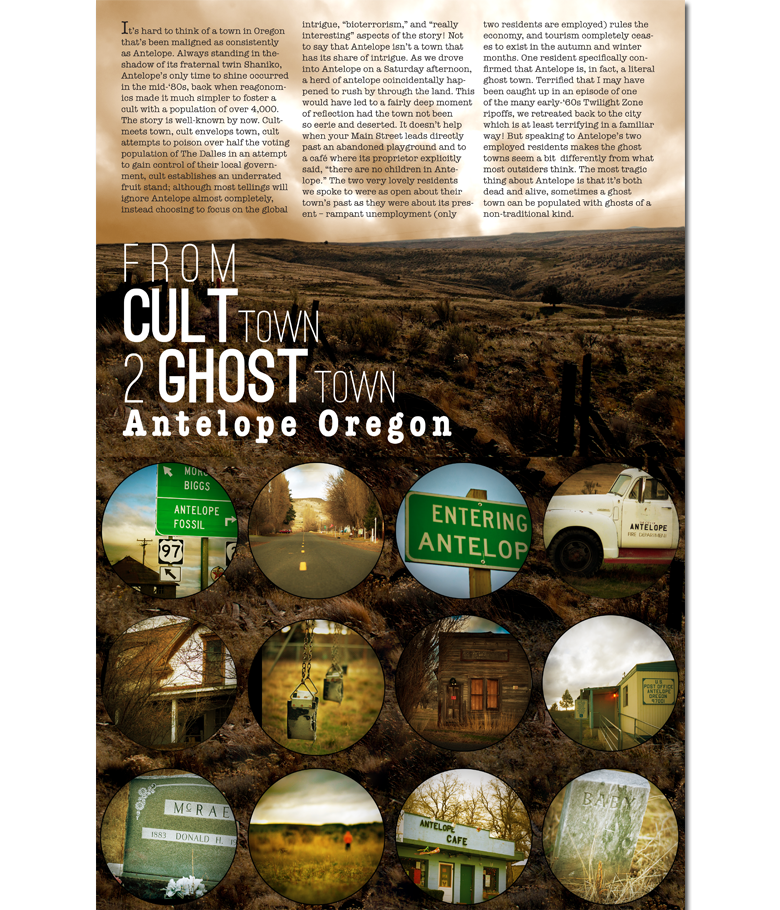 It's hard to think of a town in Oregon
that's been maligned as consistently
as Antelope. Always standing in the-
shadow of its fraternal twin Shaniko,
Antelope's only time to shine occurred
in the mid-'80s, back when reagonom-
ics made it much simpler to foster a
cult with a population of over 4,000.
The story is well-known by now. Cult-
meets town, cult envelops town, cult
attempts to poison over half the voting
population of The Dalles in an attempt
to gain control of their local govern-
ment, cult establishes an underrated
fruit stand; although most tellings will
ignore Antelope almost completely,
instead choosing to focus on the global
intrigue, “bioterrorism,” and “really
interesting” aspects of the story! Not
to say that Antelope isn't a town that
has its share of intrigue. As we drove
into Antelope on a Saturday afternoon,
a herd of antelope coincidentally hap-
pened to rush by through the land. This
would have led to a fairly deep moment
of reflection had the town not been
so eerie and deserted. It doesn't help
when your Main Street leads directly
past an abandoned playground and to
a café where its proprietor explicitly
said, “there are no children in Ante-
lope.” The two very lovely residents
we spoke to were as open about their
town's past as they were about its pres-
ent – rampant unemployment (only
two residents are employed) rules the
economy, and tourism completely ceas-
es to exist in the autumn and winter
months. One resident specifically con-
firmed that Antelope is, in fact, a literal
ghost town. Terrified that I may have
been caught up in an episode of one
of the many early-'60s Twilight Zone
ripoffs, we retreated back to the city
which is at least terrifying in a familiar
way! But speaking to Antelope's two
employed residents makes the ghost
towns seem a bit different from what
most outsiders think. The most tragic
thing about Antelope is that it's both
dead and alive, sometimes a ghost
town can be populated with ghosts of a
non-traditional kind.
FROM
CULT TOWN
2 GHOST TOWN
Antelope Oregon
MORO
BIGGS
ANTELOPE
FOSSIL
97
ENTERING
ANTELOP
ANTELOPE
U.S.
POST OFFICE
ANTELOPE
OREGON
97001
McRAE
1883 DONALD H. 19
ANTELOPE
CAFE
BABY